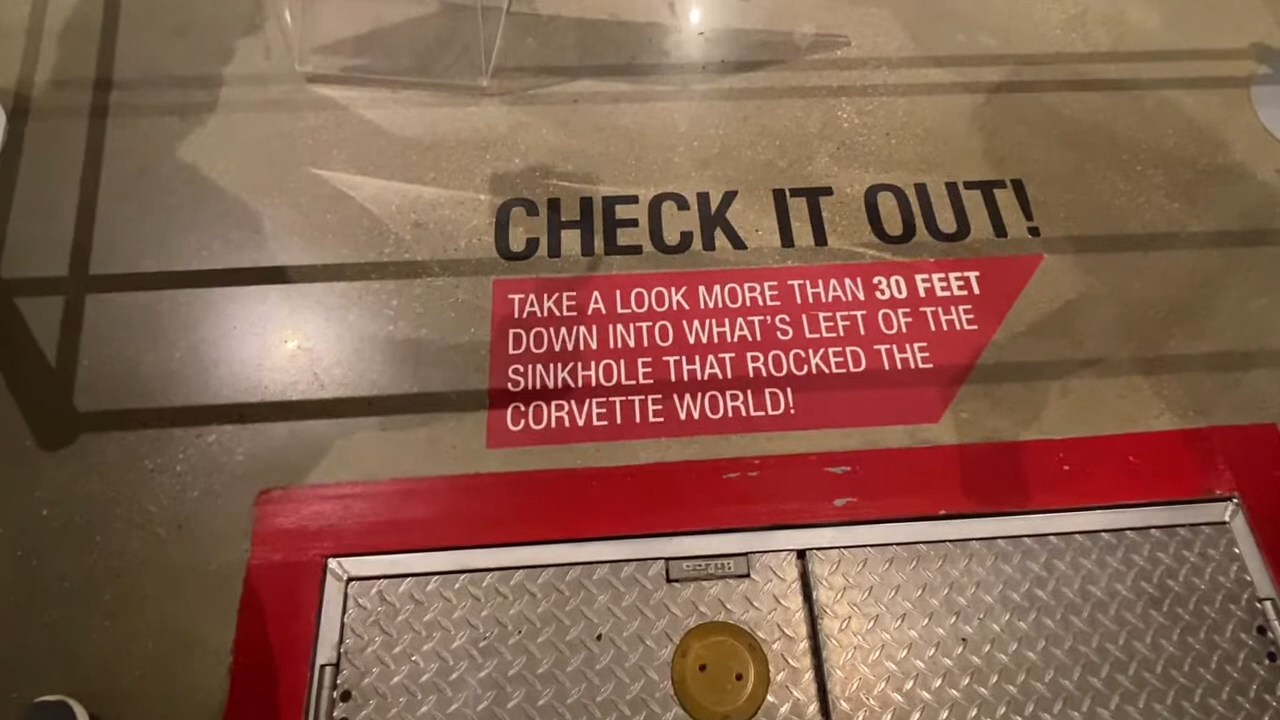 CHECK IT OUT!
TAKE A LOOK MORE THAN 30 FEET
DOWN INTO WHAT'S LEFT OF THE
SINKHOLE THAT ROCKED THE
CORVETTE WORLD!